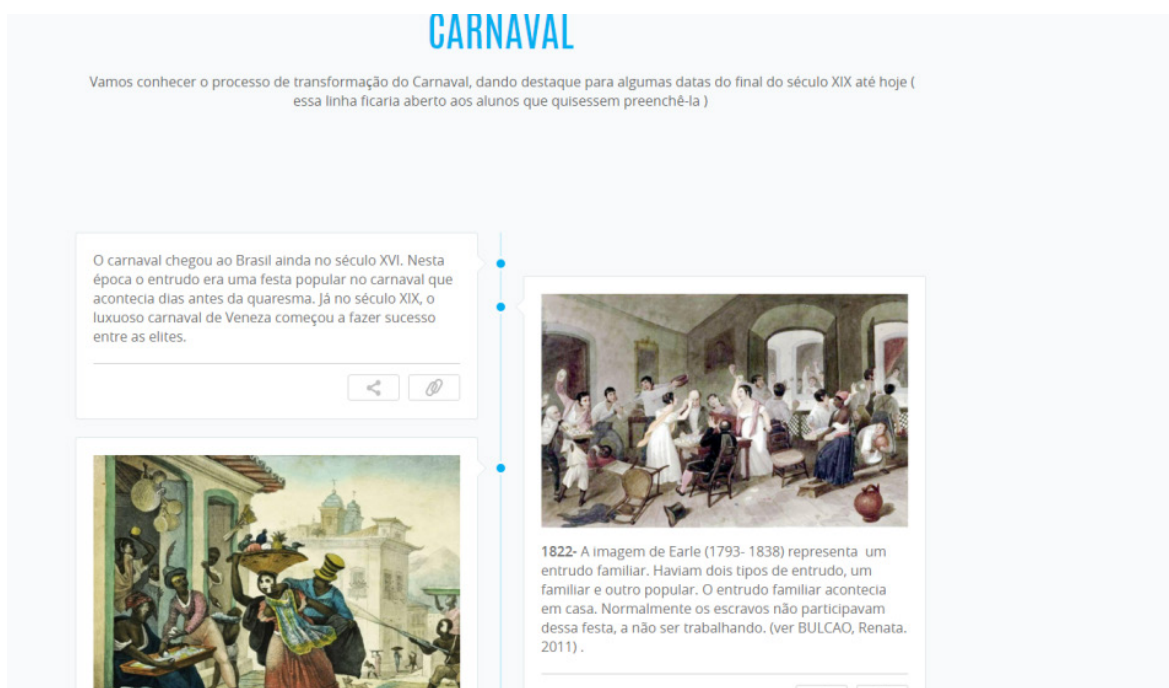 CARNAVAL
Vamos conhecer o processo de transformação do Carnaval, dando destaque para algumas datas do final do século XIX até hoje (
essa linha ficaria aberto aos alunos que quisessem preenchê-la )
O carnaval chegou ao Brasil ainda no século XVI. Nesta
época o entrudo era uma festa popular no carnaval que
acontecia dias antes da quaresma. Já no século XIX, o
luxuoso carnaval de Veneza começou a fazer sucesso
entre as elites.
1822- A imagem de Earle (1793- 1838) representa um
entrudo familiar. Haviam dois tipos de entrudo, um
familiar e outro popular. O entrudo familiar acontecia
em casa. Normalmente os escravos não participavam
dessa festa, a não ser trabalhando. (ver BULCAO, Renata.
2011) .